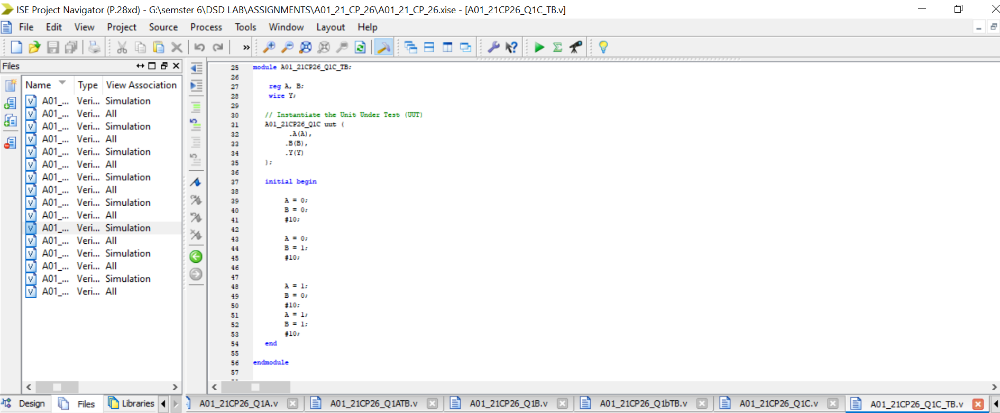 ISE Project Navigator (P.28xd) - G:\semster 6\DSD LAB\ASSIGNMENTS\A01_21_CP_26\A01_21_CP_26.xise - [A01_21CP26_Q1C_TB.v]
File Edit View Project Source Process Tools Window Layout Help
Files
Name Type View Association
A01_... Veri... Simulation
A01_... Veri... All
A01_... Veri... Simulation
A01_... Veri... All
A01_... Veri... Simulation
A01_... Veri... All
A01_... Veri... Simulation
A01_... Veri... All
A01_... Veri... Simulation
A01_... Veri... All
A01_... Veri... Simulation
A01_... Veri... All
A01_... Veri... Simulation
A01_... Veri... All
A01_... Veri... Simulation
A01_... Veri... All
25 module A01_21CP26_Q1C_TB;
26
27 reg A, B;
28 wire Y;
29
30 // Instantiate the Unit Under Test (UUT)
31 A01_21CP26_Q1C uut (
32 .A(A),
33 .B(B),
34 .Y(Y)
35 );
36
37 initial begin
38
39 A = 0;
40 B = 0;
41 #10;
42
43 A = 0;
44 B = 1;
45 #10;
46
47
48 A = 1;
49 B = 0;
50 #10;
51 A = 1;
52 B = 1;
53 #10;
54 end
55
56 endmodule
57
Design Files Libraries
A01_21CP26_Q1A.v A01_21CP26_Q1ATB.v A01_21CP26_Q1B.v A01_21CP26_Q1bTB.v A01_21CP26_Q1C.v A01_21CP26_Q1C_TB.v